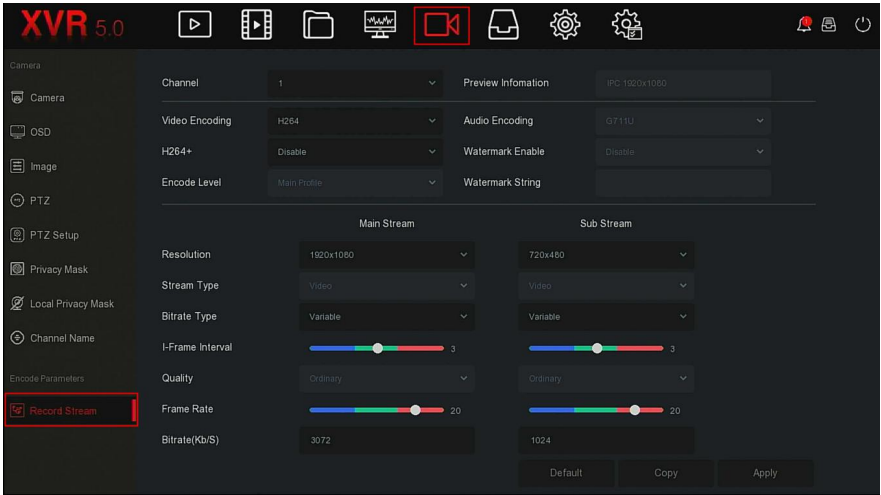 XVR 5.0
Camera
Camera
OSD
Image
PTZ
PTZ Setup
Privacy Mask
Local Privacy Mask
Channel Name
Encode Parameters
Record Stream
Channel 1 Preview Infomation IPC 1920x1080
Video Encoding H264 Audio Encoding G711U
H264+ Disable Watermark Enable Disable
Encode Level Main Profile Watermark String
Main Stream Sub Stream
Resolution 1920x1080 720x480
Stream Type Video Video
Bitrate Type Variable Variable
I-Frame Interval 3 3
Quality Ordinary Ordinary
Frame Rate 20 20
Bitrate(Kb/S) 3072 1024
Default Copy Apply